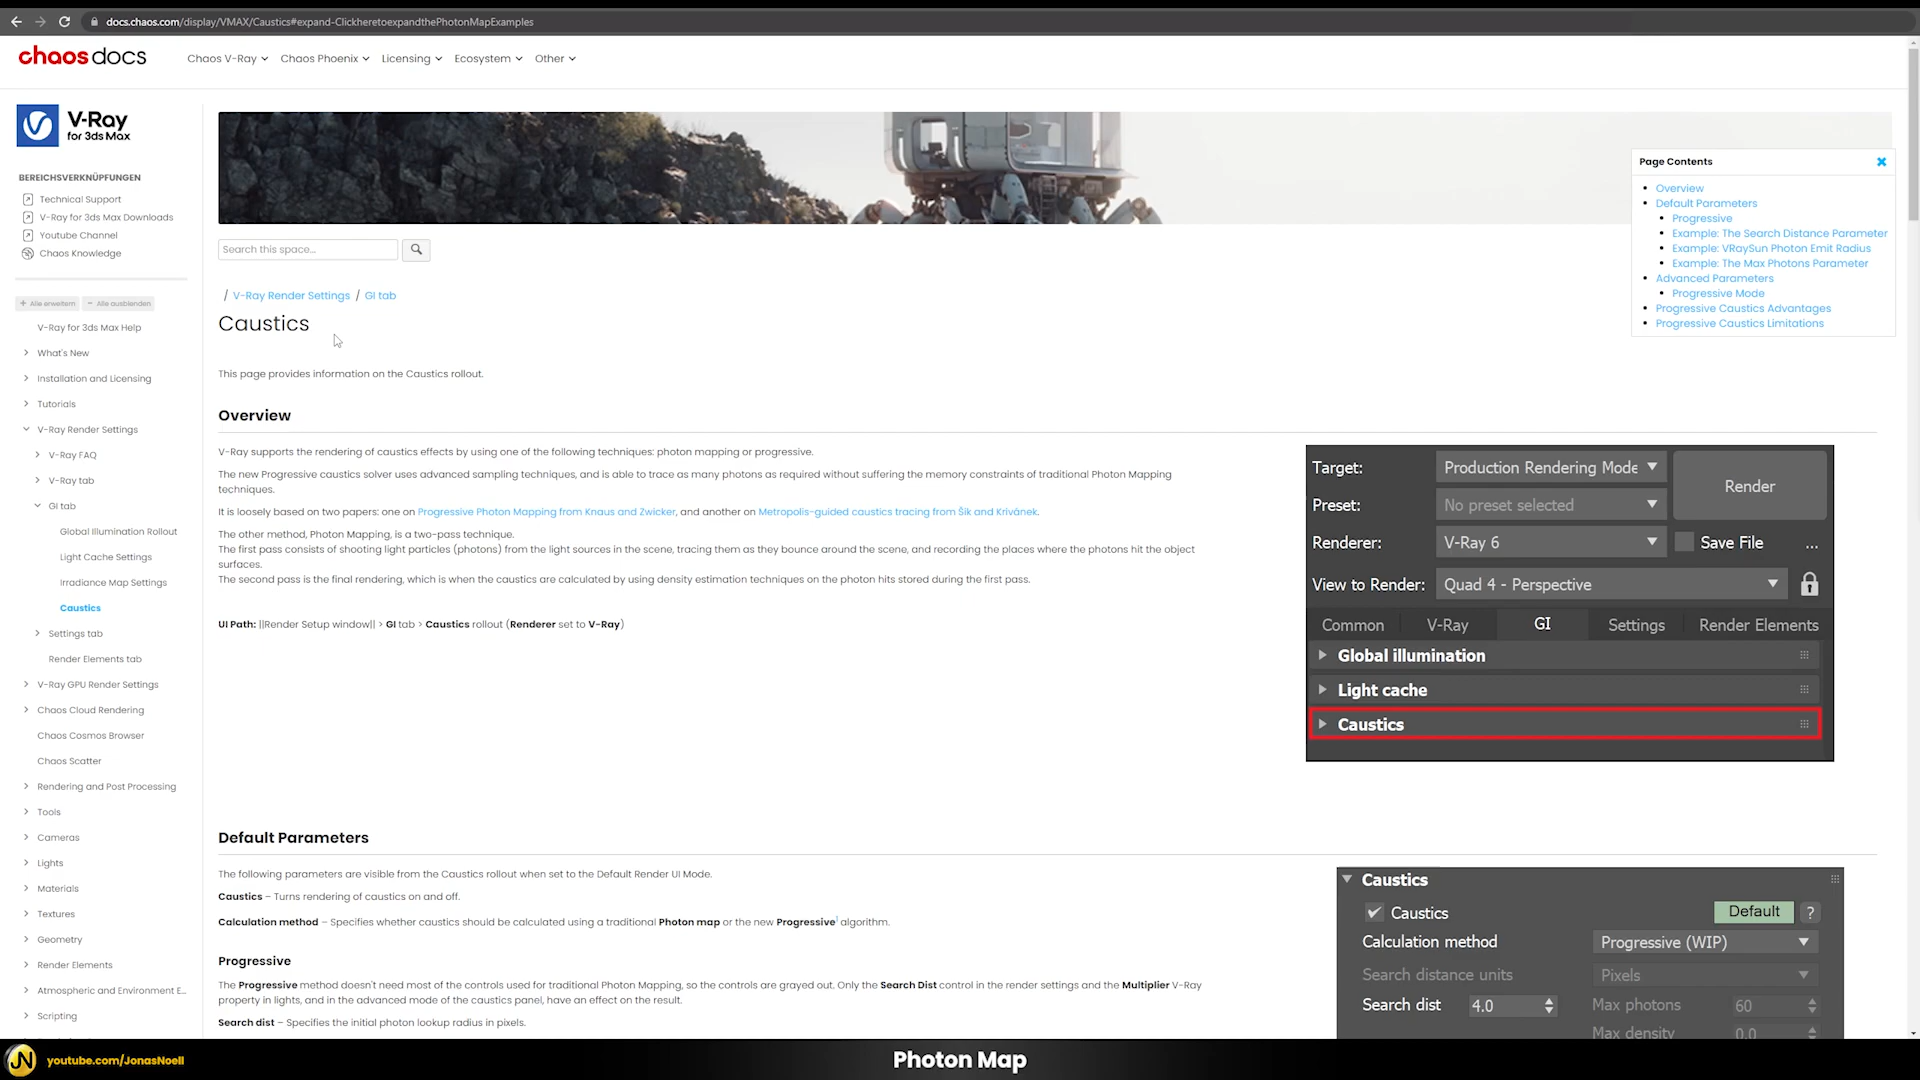 docs.chaos.com/display/VMAX/Caustics#expand-ClickheretoexpandthePhotonMapExamples
chaos docs
Chaos V-Ray
Chaos Phoenix
Licensing
Ecosystem
Other
V-Ray
for 3ds Max
BEREICHSVERKNÜPFUNGEN
Technical Support
V-Ray for 3ds Max Downloads
Youtube Channel
Chaos Knowledge
+ Alle erweitern
− Alle ausblenden
V-Ray for 3ds Max Help
What's New
Installation and Licensing
Tutorials
V-Ray Render Settings
V-Ray FAQ
V-Ray tab
GI tab
Global Illumination Rollout
Light Cache Settings
Irradiance Map Settings
Caustics
Settings tab
Render Elements tab
V-Ray GPU Render Settings
Chaos Cloud Rendering
Chaos Cosmos Browser
Chaos Scatter
Rendering and Post Processing
Tools
Cameras
Lights
Materials
Textures
Geometry
Render Elements
Atmospheric and Environment E...
Scripting
Search this space...
/ V-Ray Render Settings / GI tab
Caustics
This page provides information on the Caustics rollout.
Overview
V-Ray supports the rendering of caustics effects by using one of the following techniques: photon mapping or progressive.
The new Progressive caustics solver uses advanced sampling techniques, and is able to trace as many photons as required without suffering the memory constraints of traditional Photon Mapping
techniques.
It is loosely based on two papers: one on Progressive Photon Mapping from Knaus and Zwicker, and another on Metropolis-guided caustics tracing from Šik and Křivánek.
The other method, Photon Mapping, is a two-pass technique.
The first pass consists of shooting light particles (photons) from the light sources in the scene, tracing them as they bounce around the scene, and recording the places where the photons hit the object
surfaces.
The second pass is the final rendering, which is when the caustics are calculated by using density estimation techniques on the photon hits stored during the first pass.
UI Path: ||Render Setup window|| > GI tab > Caustics rollout (Renderer set to V-Ray)
Default Parameters
The following parameters are visible from the Caustics rollout when set to the Default Render UI Mode.
Caustics – Turns rendering of caustics on and off.
Calculation method – Specifies whether caustics should be calculated using a traditional Photon map or the new Progressive algorithm.
Progressive
The Progressive method doesn't need most of the controls used for traditional Photon Mapping, so the controls are grayed out. Only the Search Dist control in the render settings and the Multiplier V-Ray
property in lights, and in the advanced mode of the caustics panel, have an effect on the result.
Search dist – Specifies the initial photon lookup radius in pixels.
Page Contents
Overview
Default Parameters
Progressive
Example: The Search Distance Parameter
Example: VRaySun Photon Emit Radius
Example: The Max Photons Parameter
Advanced Parameters
Progressive Mode
Progressive Caustics Advantages
Progressive Caustics Limitations
Target: Production Rendering Mode
Render
Preset: No preset selected
Renderer: V-Ray 6
Save File ...
View to Render: Quad 4 - Perspective
Common V-Ray GI Settings Render Elements
Global illumination
Light cache
Caustics
Caustics
Caustics Default ?
Calculation method Progressive (WIP)
Search distance units Pixels
Search dist 4.0 Max photons 60
Max density 0.0
JN youtube.com/JonasNoell
Photon Map